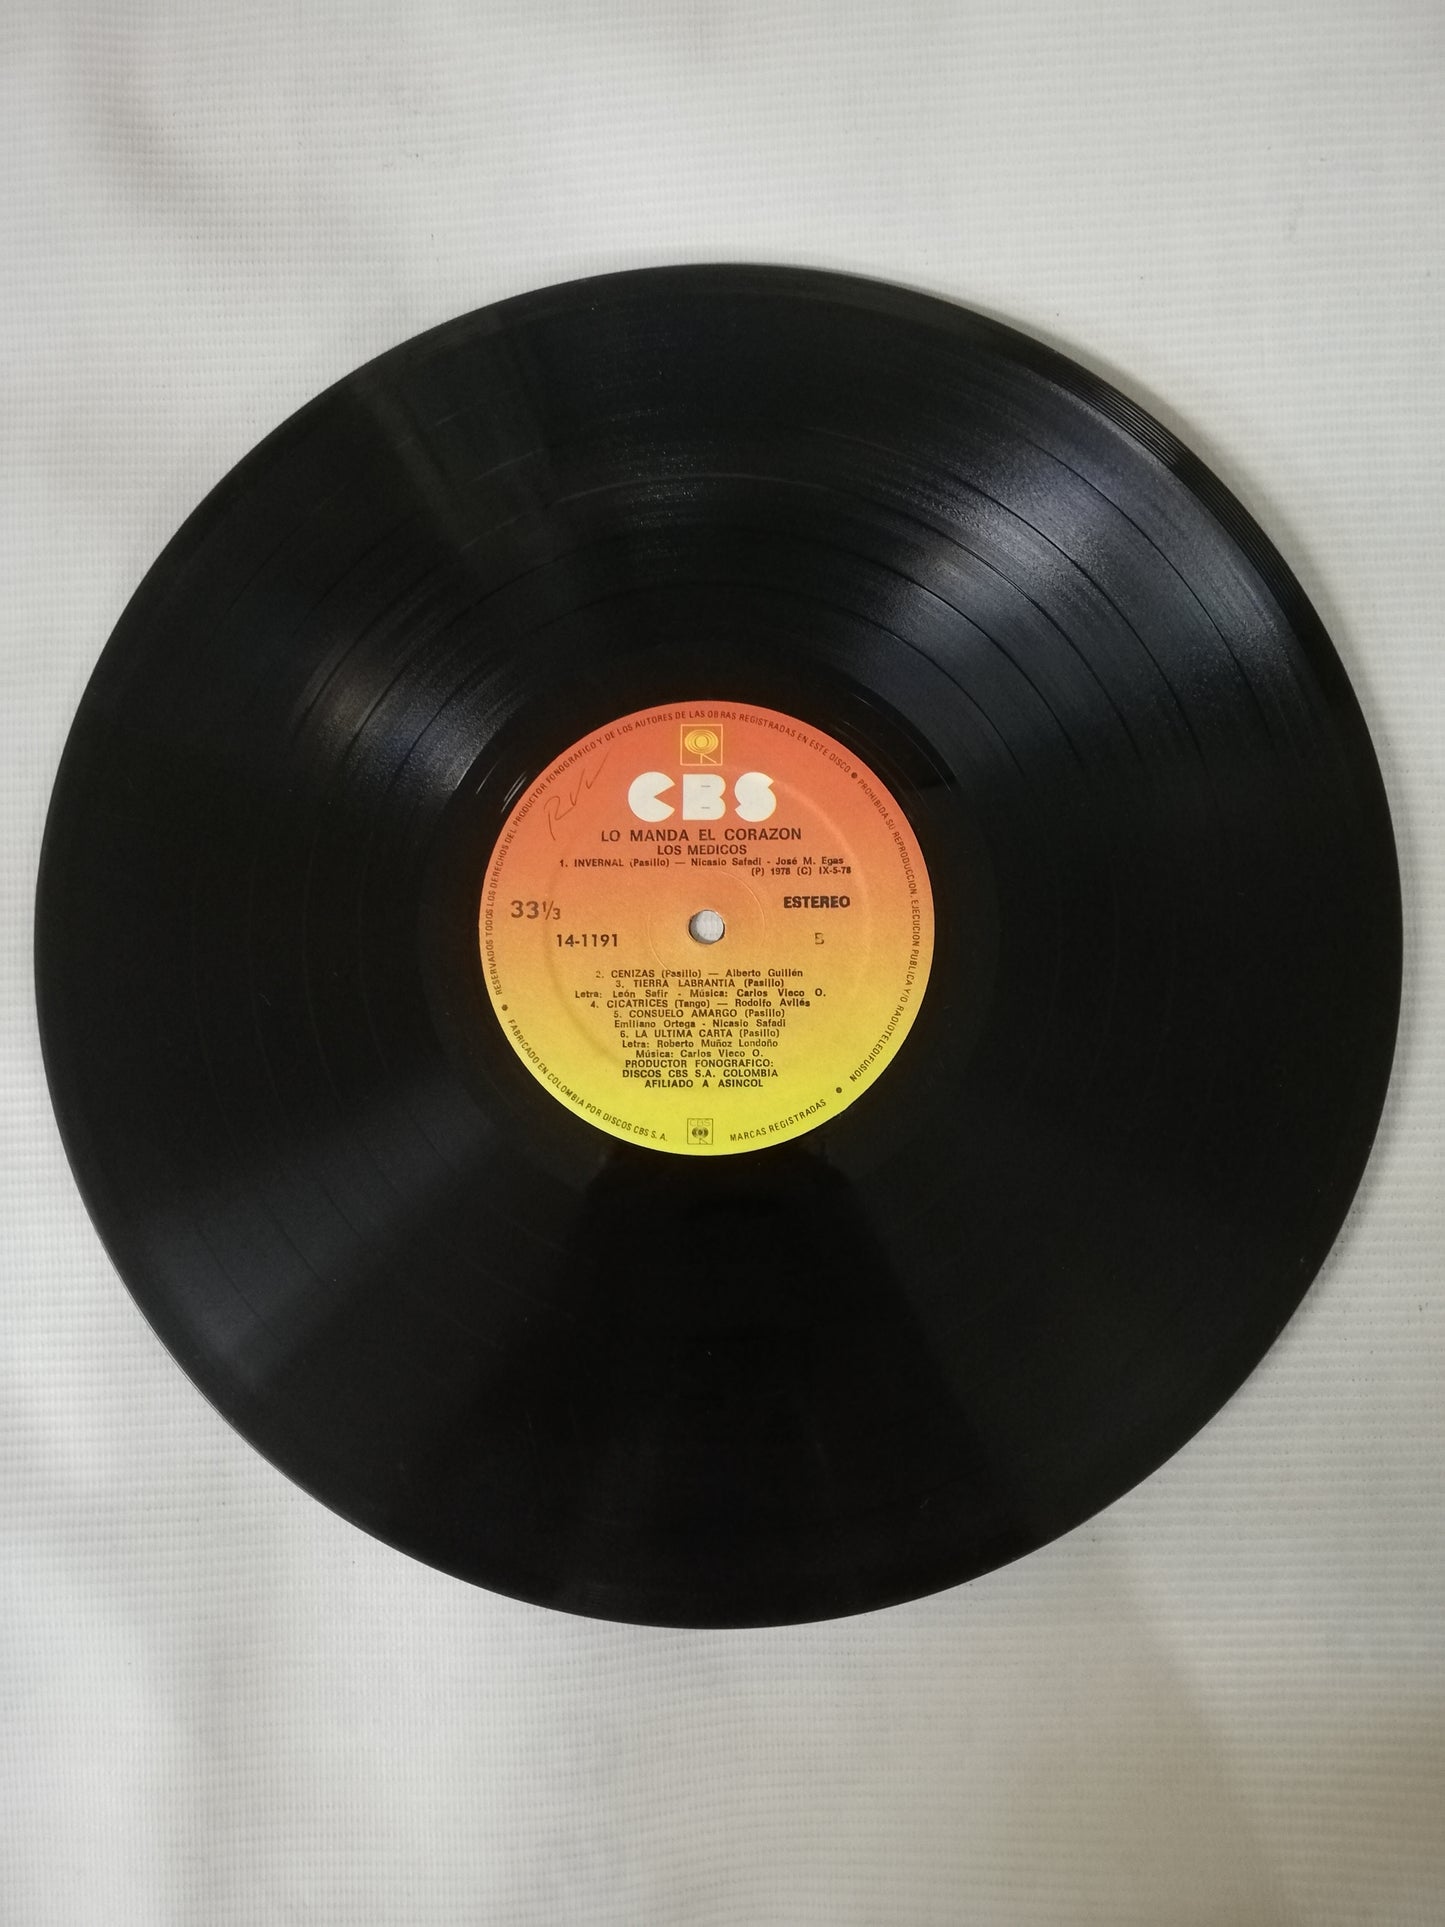 RESERVADOS TODOS LOS DERECHOS DEL PRODUCTOR FONOGRAFICO Y DE LOS AUTORES DE LAS OBRAS REGISTRADAS EN ESTE DISCO ● PROHIBIDA SU REPRODUCCION, EJECUCION PUBLICA Y/O RADIOTELEDIFUSION
CBS
LO MANDA EL CORAZON
LOS MEDICOS
1. INVERNAL (Pasillo) — Nicasio Safadi - José M. Egas
(P) 1978 (C) IX-5-78
33⅓
ESTEREO
14-1191
2. CENIZAS (Pasillo) — Alberto Guillén
3. TIERRA LABRANTIA (Pasillo)
Letra: León Safir - Música: Carlos Vieco O.
4. CICATRICES (Tango) — Rodolfo Avilés
5. CONSUELO AMARGO (Pasillo)
Emiliano Ortega - Nicasio Safadi
6. LA ULTIMA CARTA (Pasillo)
Letra: Roberto Muñoz Londoño
Música: Carlos Vieco O.
PRODUCTOR FONOGRAFICO:
DISCOS CBS S.A. COLOMBIA
AFILIADO A ASINCOL
CBS
● FABRICADO EN COLOMBIA POR DISCOS CBS S. A.
MARCAS REGISTRADAS ●